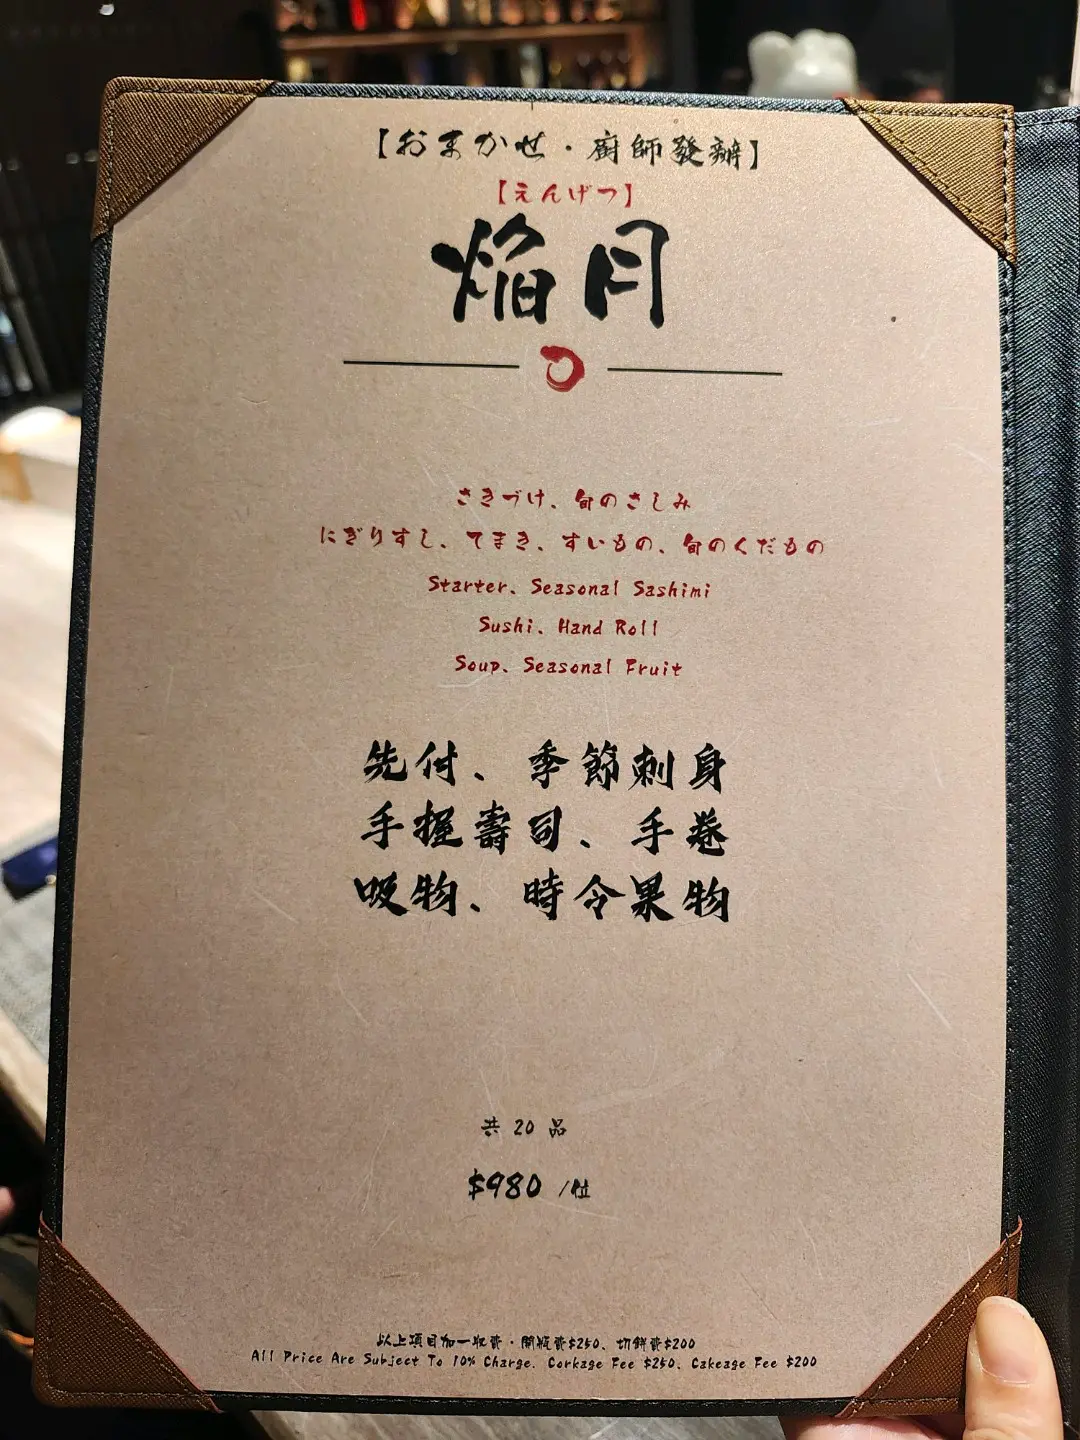 【おまかせ・廚師發辦】
【えんげつ】
焰月
さきづけ、旬のさしみ
にぎりすし、てまき、すいもの、旬のくだもの
Starter、Seasonal Sashimi
Sushi、Hand Roll
Soup、Seasonal Fruit
先付、季節刺身
手握壽司、手卷
吸物、時令果物
共 20 品
$980 /位
以上項目加一收費・開瓶費$250、切餅費$200
All Price Are Subject To 10% Charge. Corkage Fee $250、Cakeage Fee $200